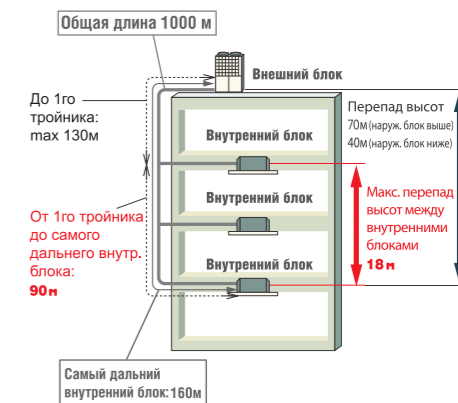 Общая длина 1000 м
Внешний блок
До 1го
тройника:
max 130м
Перепад высот
70м (наруж. блок выше)
40м (наруж. блок ниже)
Внутренний блок
Внутренний блок
Внутренний блок
Макс. перепад
высот между
внутренними
блоками
18м
От 1го тройника
до самого
дальнего внутр.
блока:
90м
Самый дальний
внутренний блок: 160м